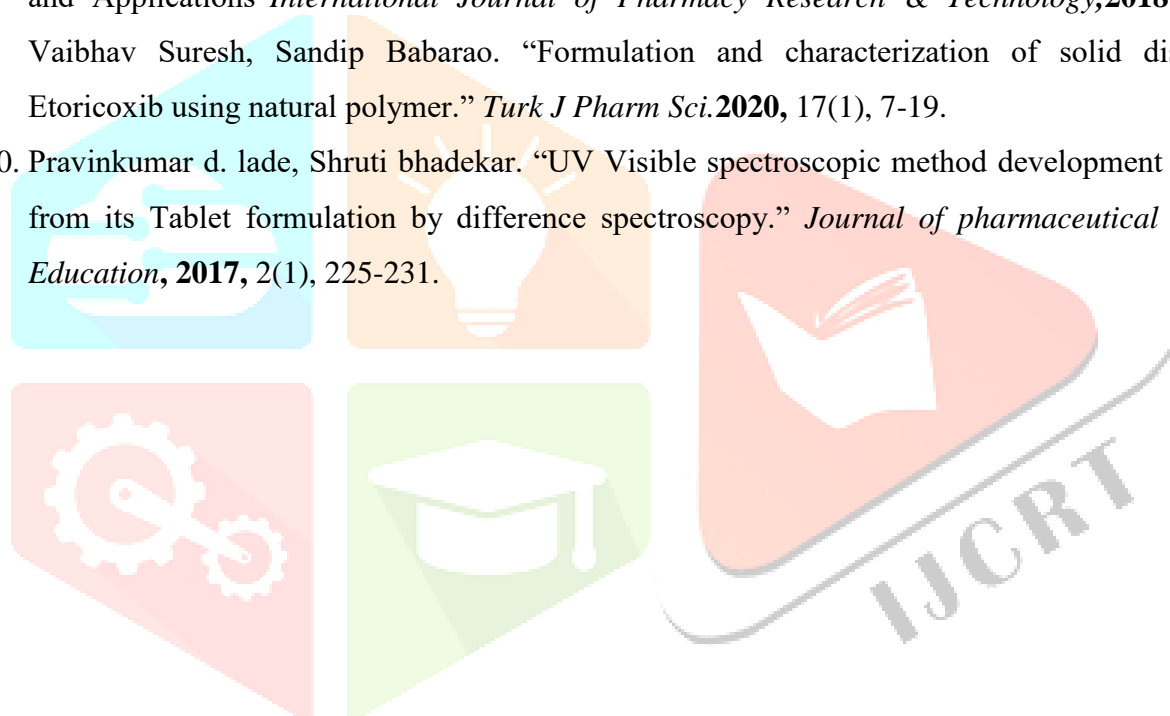 and Applications International Journal of Pharmacy Research & Technology,2018
Vaibhav Suresh, Sandip Babarao. “Formulation and characterization of solid
Etoricoxib using natural polymer.” Turk J Pharm Sci.2020, 17(1), 7-19.
0. Pravinkumar d. lade, Shruti bhadekar. “UV Visible spectroscopic method development
from its Tablet formulation by difference spectroscopy.” Journal of pharmaceutical
Education, 2017, 2(1), 225-231.
IJCRT